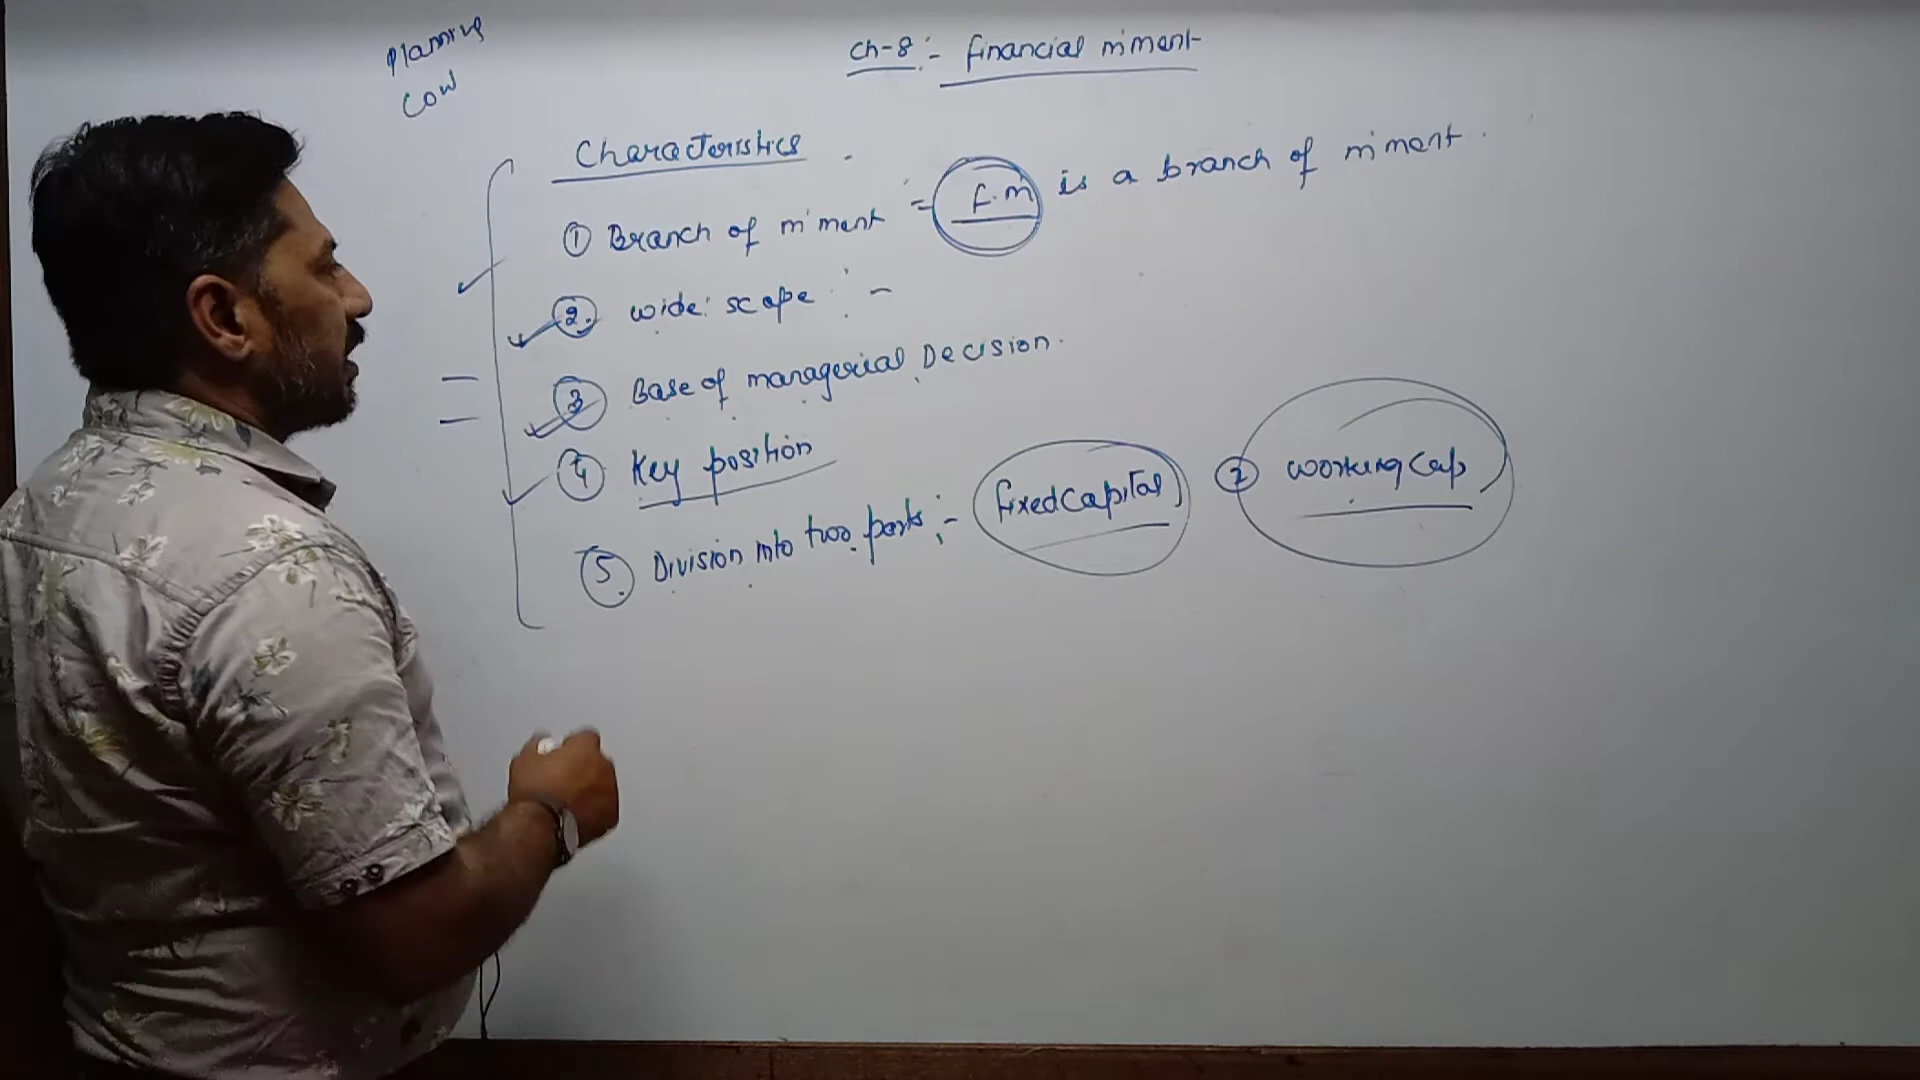 Planning
Ch-8 :- financial m'ment
Characteristics
① Branch of m'ment = f.m is a branch of m'ment.
②. wide scope : -
③ Base of managerial Decision.
④ Key position
⑤. Division into two parts :- fixed capital ② working cap